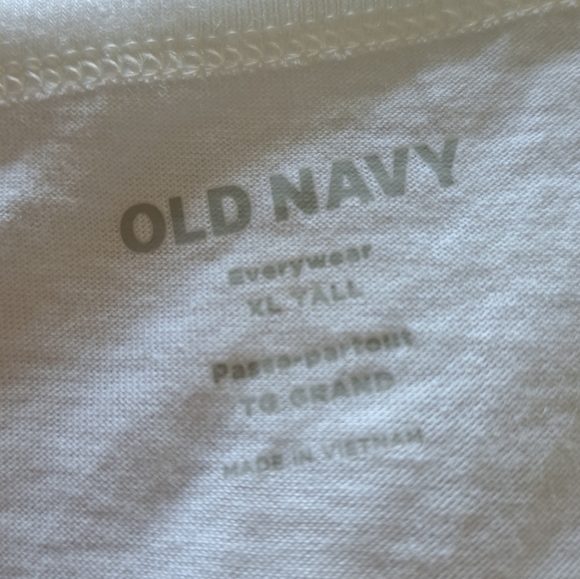 OLD NAVY
Everywear
XL TALL
Passe-partout
TG GRAND
MADE IN VIETNAM